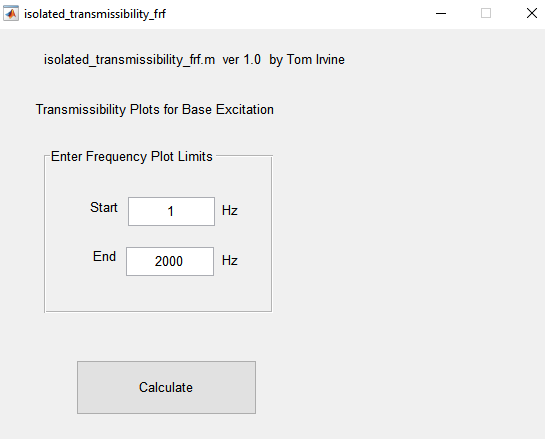 isolated_transmissibility_frf
isolated_transmissibility_frf.m  ver 1.0  by Tom Irvine
Transmissibility Plots for Base Excitation
Enter Frequency Plot Limits
Start 1 Hz
End 2000 Hz
Calculate